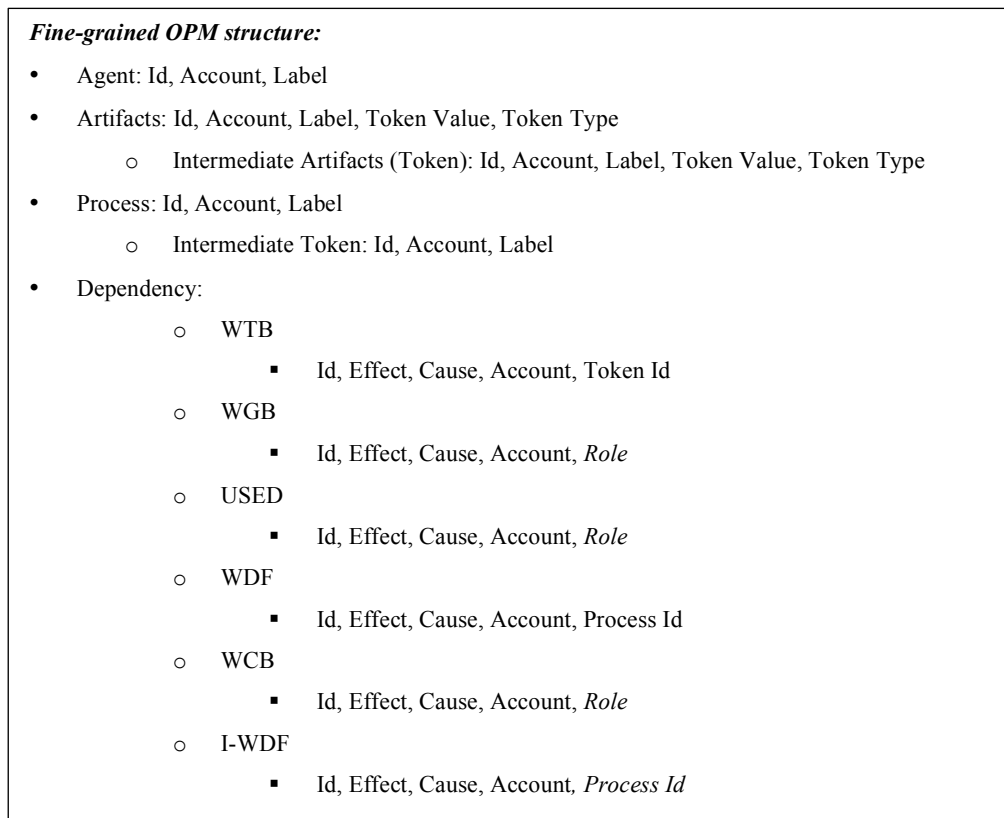 Fine-grained OPM structure:
• Agent: Id, Account, Label
• Artifacts: Id, Account, Label, Token Value, Token Type
o Intermediate Artifacts (Token): Id, Account, Label, Token Value, Token Type
• Process: Id, Account, Label
o Intermediate Token: Id, Account, Label
• Dependency:
o WTB
▪ Id, Effect, Cause, Account, Token Id
o WGB
▪ Id, Effect, Cause, Account, Role
o USED
▪ Id, Effect, Cause, Account, Role
o WDF
▪ Id, Effect, Cause, Account, Process Id
o WCB
▪ Id, Effect, Cause, Account, Role
o I-WDF
▪ Id, Effect, Cause, Account, Process Id